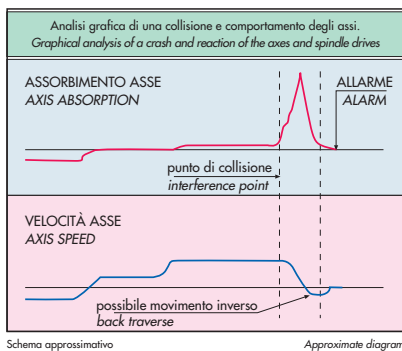 Analisi grafica di una collisione e comportamento degli assi.
Graphical analysis of a crash and reaction of the axes and spindle drives
ASSORBIMENTO ASSE
AXIS ABSORPTION
ALLARME
ALARM
punto di collisione
interference point
VELOCITÀ ASSE
AXIS SPEED
possibile movimento inverso
back traverse
Schema approssimativo
Approximate diagram